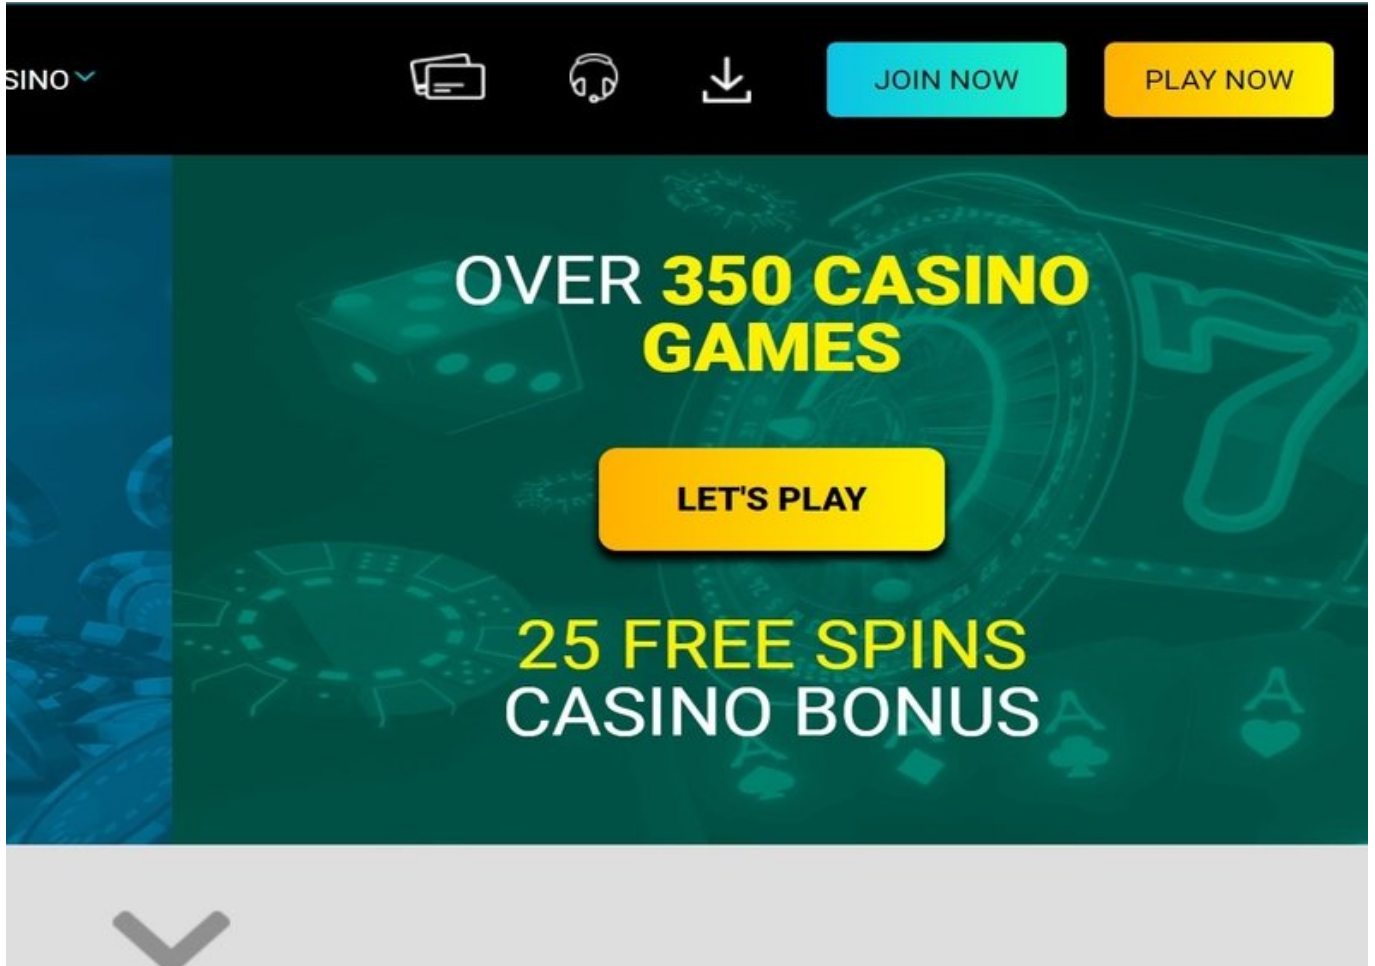 SINO
JOIN NOW
PLAY NOW
OVER 350 CASINO
GAMES
LET'S PLAY
25 FREE SPINS
CASINO BONUS